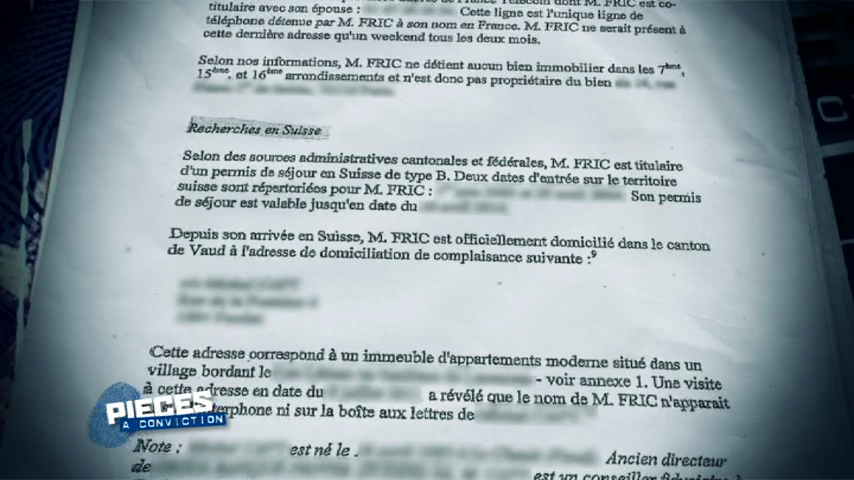 titulaire avec son épouse : Cette ligne est l'unique ligne de
téléphone détenue par M. FRIC à son nom en France. M. FRIC ne serait présent à
cette dernière adresse qu'un weekend tous les deux mois.
Selon nos informations, M. FRIC ne détient aucun bien immobilier dans les 7ème,
15ème, et 16ème arrondissements et n'est donc pas propriétaire du bien
Recherches en Suisse
Selon des sources administratives cantonales et fédérales, M. FRIC est titulaire
d'un permis de séjour en Suisse de type B. Deux dates d'entrée sur le territoire
suisse sont répertoriées pour M. FRIC : Son permis
de séjour est valable jusqu'en date du
Depuis son arrivée en Suisse, M. FRIC est officiellement domicilié dans le canton
de Vaud à l'adresse de domiciliation de complaisance suivante :9
Cette adresse correspond à un immeuble d'appartements moderne situé dans un
village bordant le - voir annexe 1. Une visite
à cette adresse en date du a révélé que le nom de M. FRIC n'apparaît
terphone ni sur la boîte aux lettres de
PIECES
A CONVICTION
Note : est né le Ancien directeur
de est un conseiller fiduciaire à